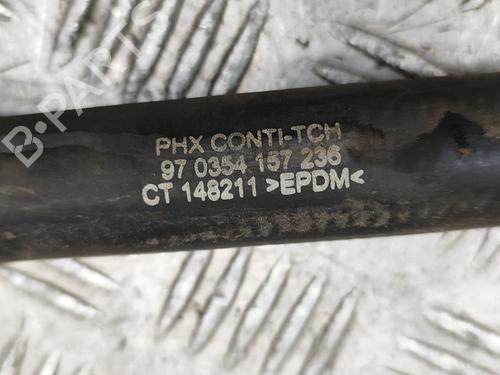 PHX CONTI-TCH
97 0354 157 236
CT 148211 >EPDM<
B-PARTS